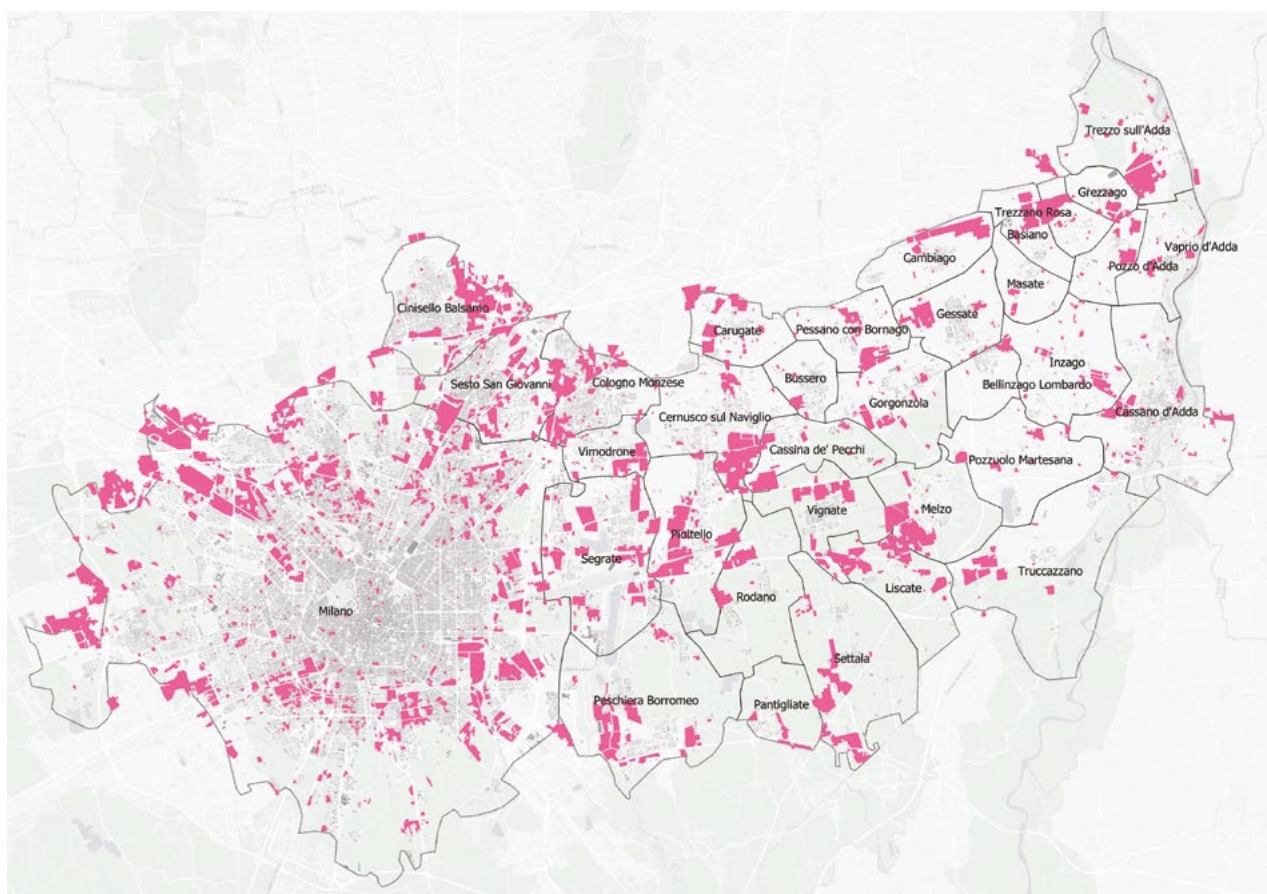 Trezzo sull'Adda
Grezzago
Trezzano Rosa
Basiano
Vaprio d'Adda
Cambiago
Pozzo d'Adda
Masate
Cinisello Balsamo
Gessate
Carugate
Pessano con Bornago
Inzago
Bussero
Sesto San Giovanni
Cologno Monzese
Bellinzago Lombardo
Gorgonzola
Cassano d'Adda
Cernusco sul Naviglio
Vimodrone
Cassina de' Pecchi
Pozzuolo Martesana
Vignate
Melzo
Pioltello
Segrate
Truccazzano
Liscate
Rodano
Milano
Settala
Peschiera Borromeo
Pantigliate